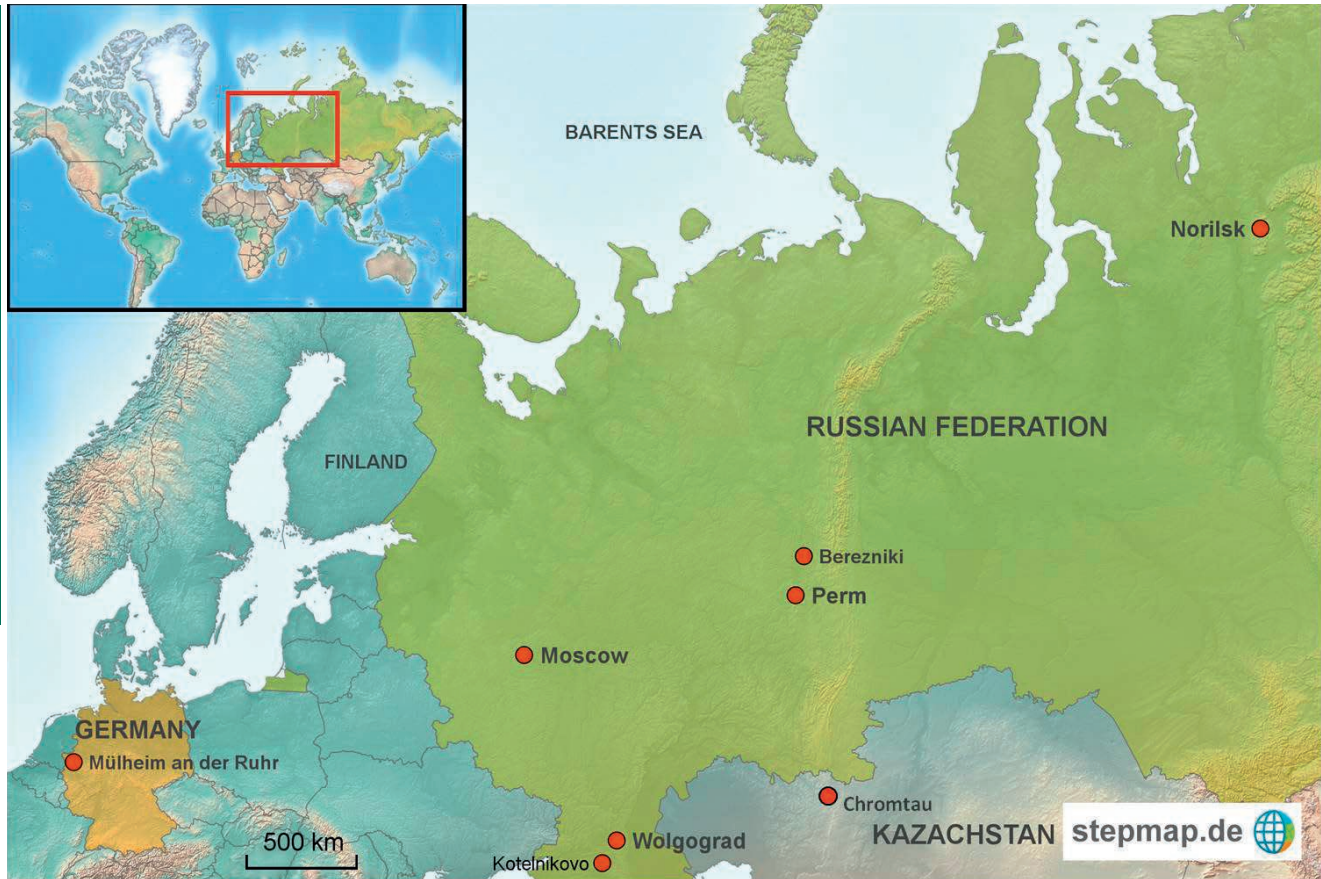 BARENTS SEA
Norilsk
RUSSIAN FEDERATION
FINLAND
Berezniki
Perm
Moscow
GERMANY
Mülheim an der Ruhr
Chromtau
KAZACHSTAN
stepmap.de
500 km
Wolgograd
Kotelnikovo